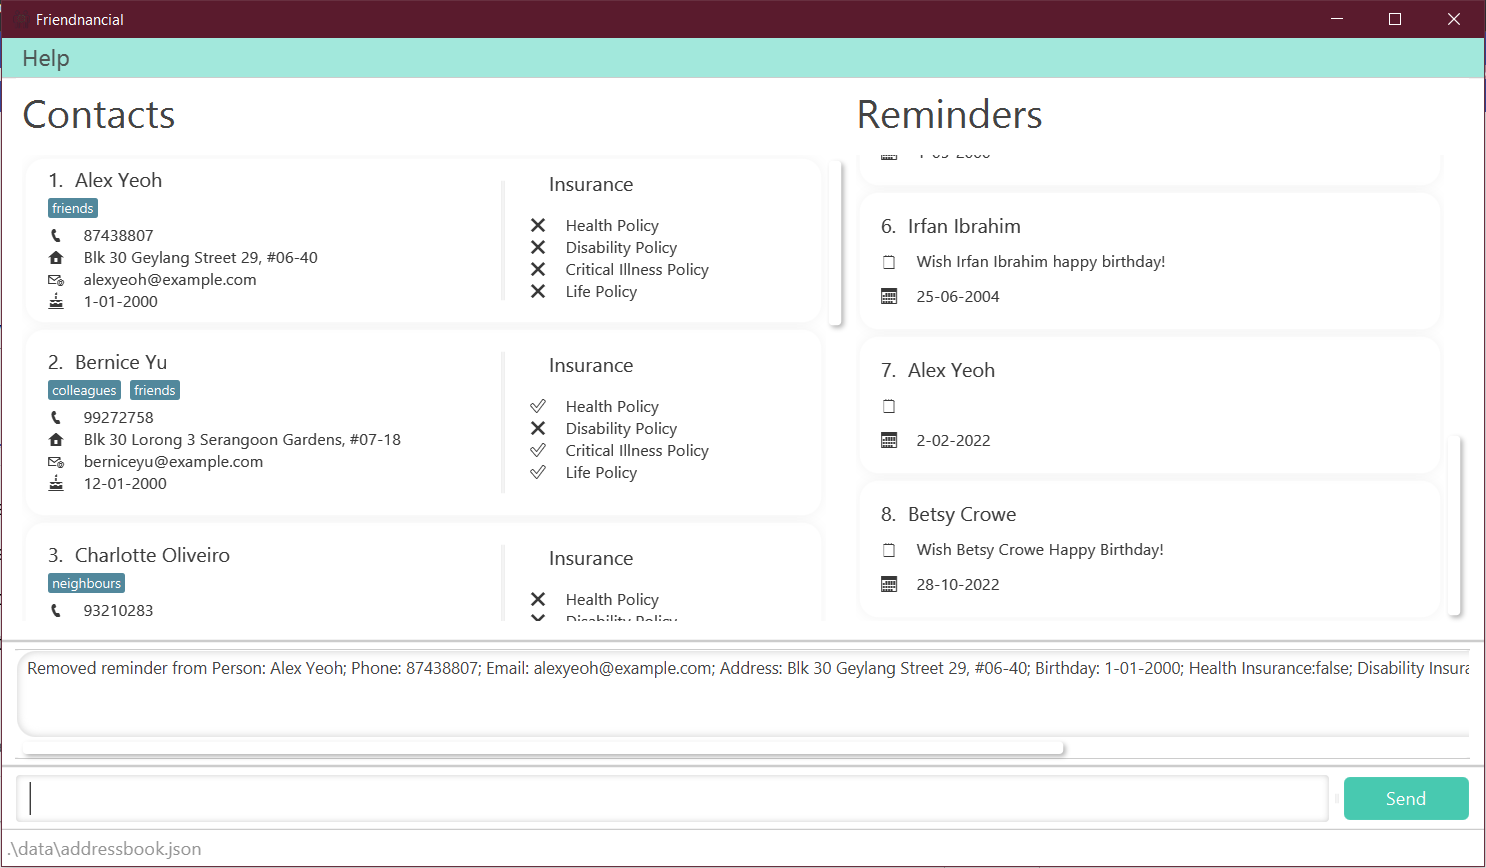 Friendnancial
Help
Contacts
1. Alex Yeoh
friends
87438807
Blk 30 Geylang Street 29, #06-40
alexyeoh@example.com
1-01-2000
Insurance
Health Policy
Disability Policy
Critical Illness Policy
Life Policy
2. Bernice Yu
colleagues friends
99272758
Blk 30 Lorong 3 Serangoon Gardens, #07-18
berniceyu@example.com
12-01-2000
Insurance
Health Policy
Disability Policy
Critical Illness Policy
Life Policy
3. Charlotte Oliveiro
neighbours
93210283
Insurance
Health Policy
Disability Policy
Reminders
6. Irfan Ibrahim
Wish Irfan Ibrahim happy birthday!
25-06-2004
7. Alex Yeoh
2-02-2022
8. Betsy Crowe
Wish Betsy Crowe Happy Birthday!
28-10-2022
Removed reminder from Person: Alex Yeoh; Phone: 87438807; Email: alexyeoh@example.com; Address: Blk 30 Geylang Street 29, #06-40; Birthday: 1-01-2000; Health Insurance:false; Disability Insura
Send
.\data\addressbook.json